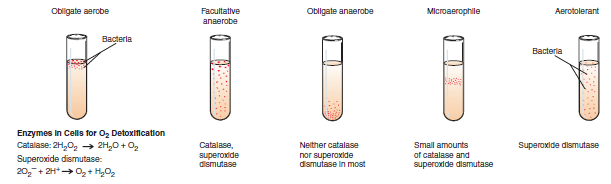 Obligate aerobe
Facultative
anaerobe
Obligate anaerobe
Microaerophile
Aerotolerant
Bacteria
Bacteria
Enzymes in Cells for O₂ Detoxification
Catalase: 2H₂O₂ → 2H₂O + O₂
Superoxide dismutase:
2O₂⁻ + 2H⁺ → O₂ + H₂O₂
Catalase,
superoxide
dismutase
Neither catalase
nor superoxide
dismutase in most
Small amounts
of catalase and
superoxide dismutase
Superoxide dismutase